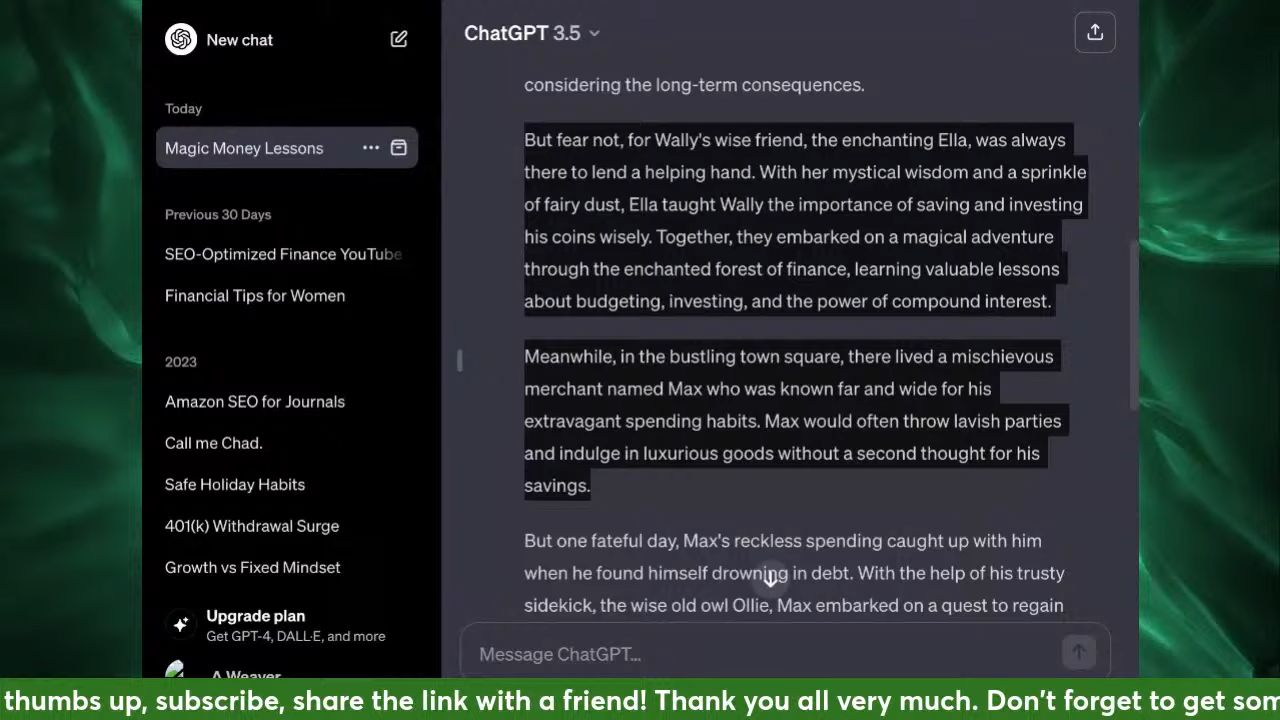 New chat
Today
Magic Money Lessons
Previous 30 Days
SEO-Optimized Finance YouTube
Financial Tips for Women
2023
Amazon SEO for Journals
Call me Chad.
Safe Holiday Habits
401(k) Withdrawal Surge
Growth vs Fixed Mindset
Upgrade plan
Get GPT-4, DALL·E, and more
A Weaver
ChatGPT 3.5
considering the long-term consequences.
But fear not, for Wally's wise friend, the enchanting Ella, was always
there to lend a helping hand. With her mystical wisdom and a sprinkle
of fairy dust, Ella taught Wally the importance of saving and investing
his coins wisely. Together, they embarked on a magical adventure
through the enchanted forest of finance, learning valuable lessons
about budgeting, investing, and the power of compound interest.
Meanwhile, in the bustling town square, there lived a mischievous
merchant named Max who was known far and wide for his
extravagant spending habits. Max would often throw lavish parties
and indulge in luxurious goods without a second thought for his
savings.
But one fateful day, Max's reckless spending caught up with him
when he found himself drowning in debt. With the help of his trusty
sidekick, the wise old owl Ollie, Max embarked on a quest to regain
Message ChatGPT...
thumbs up, subscribe, share the link with a friend! Thank you all very much. Don't forget to get som